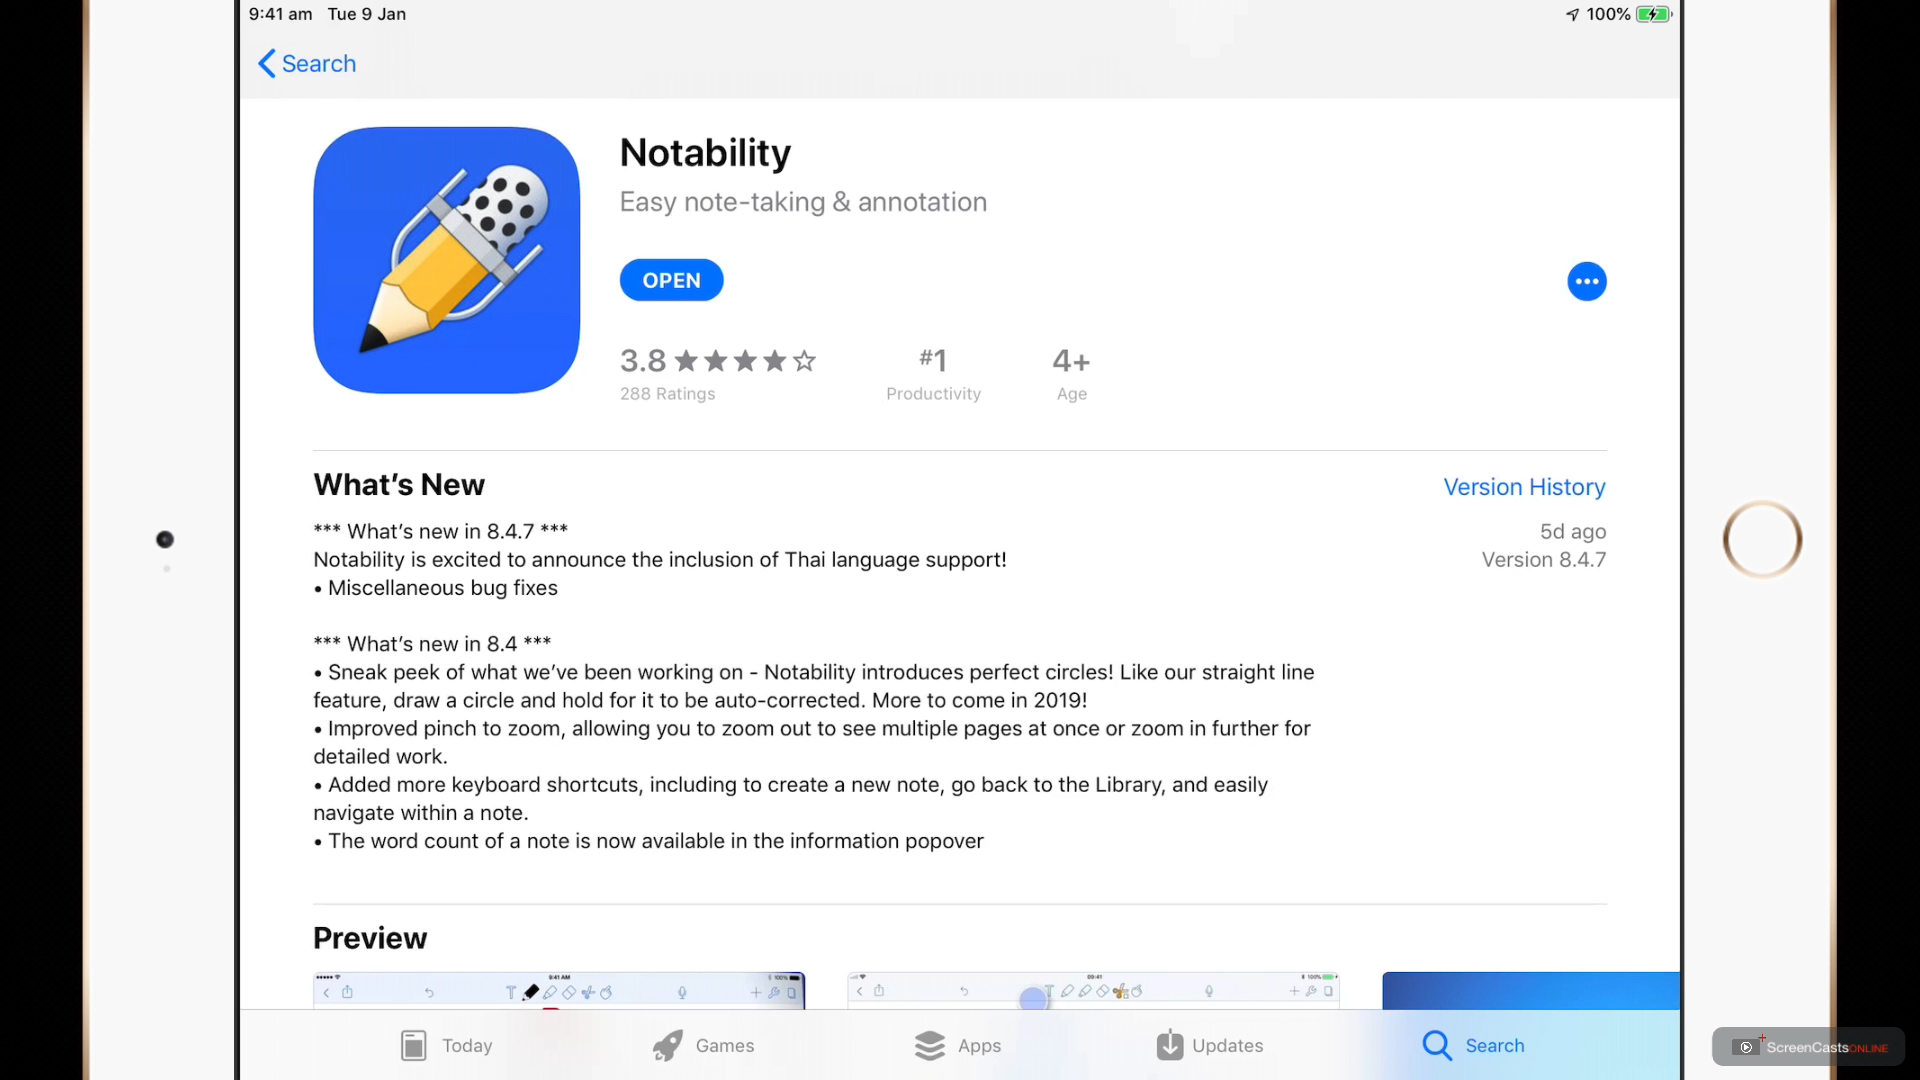 9:41 am Tue 9 Jan
100%
Search
Notability
Easy note-taking & annotation
OPEN
3.8 #1 4+
288 Ratings Productivity Age
What's New
Version History
*** What's new in 8.4.7 ***
5d ago
Notability is excited to announce the inclusion of Thai language support!
Version 8.4.7
• Miscellaneous bug fixes
*** What's new in 8.4 ***
• Sneak peek of what we've been working on - Notability introduces perfect circles! Like our straight line
feature, draw a circle and hold for it to be auto-corrected. More to come in 2019!
• Improved pinch to zoom, allowing you to zoom out to see multiple pages at once or zoom in further for
detailed work.
• Added more keyboard shortcuts, including to create a new note, go back to the Library, and easily
navigate within a note.
• The word count of a note is now available in the information popover
Preview
9:41 AM 100%
09:41 100%
Today Games Apps Updates Search
ScreenCastsONLINE